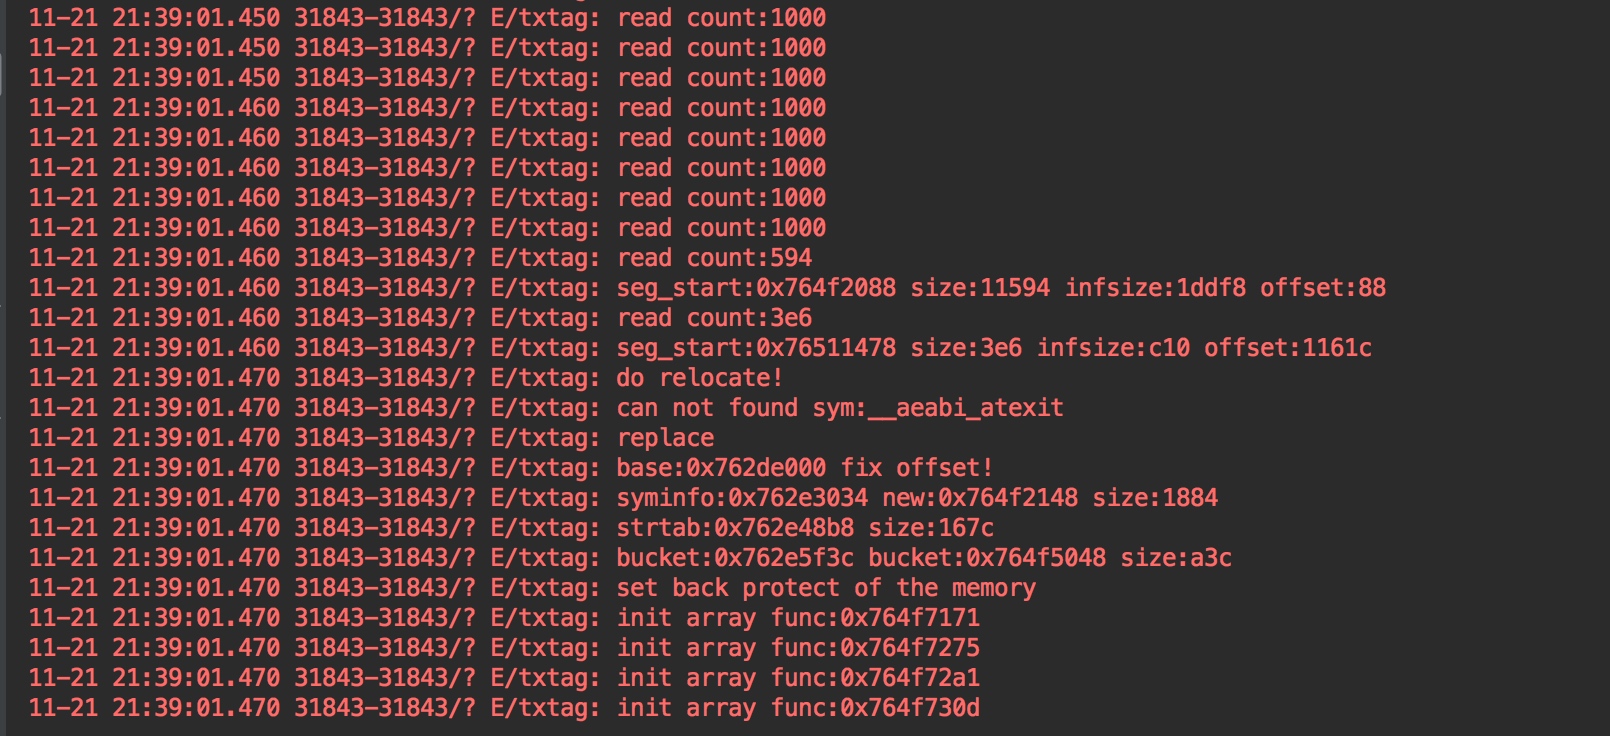 11-21 21:39:01.450 31843-31843/? E/txtag: read count:1000
11-21 21:39:01.450 31843-31843/? E/txtag: read count:1000
11-21 21:39:01.450 31843-31843/? E/txtag: read count:1000
11-21 21:39:01.460 31843-31843/? E/txtag: read count:1000
11-21 21:39:01.460 31843-31843/? E/txtag: read count:1000
11-21 21:39:01.460 31843-31843/? E/txtag: read count:1000
11-21 21:39:01.460 31843-31843/? E/txtag: read count:1000
11-21 21:39:01.460 31843-31843/? E/txtag: read count:1000
11-21 21:39:01.460 31843-31843/? E/txtag: read count:594
11-21 21:39:01.460 31843-31843/? E/txtag: seg_start:0x764f2088 size:11594 infsize:1ddf8 offset:88
11-21 21:39:01.460 31843-31843/? E/txtag: read count:3e6
11-21 21:39:01.460 31843-31843/? E/txtag: seg_start:0x76511478 size:3e6 infsize:c10 offset:1161c
11-21 21:39:01.470 31843-31843/? E/txtag: do relocate!
11-21 21:39:01.470 31843-31843/? E/txtag: can not found sym:__aeabi_atexit
11-21 21:39:01.470 31843-31843/? E/txtag: replace
11-21 21:39:01.470 31843-31843/? E/txtag: base:0x762de000 fix offset!
11-21 21:39:01.470 31843-31843/? E/txtag: syminfo:0x762e3034 new:0x764f2148 size:1884
11-21 21:39:01.470 31843-31843/? E/txtag: strtab:0x762e48b8 size:167c
11-21 21:39:01.470 31843-31843/? E/txtag: bucket:0x762e5f3c bucket:0x764f5048 size:a3c
11-21 21:39:01.470 31843-31843/? E/txtag: set back protect of the memory
11-21 21:39:01.470 31843-31843/? E/txtag: init array func:0x764f7171
11-21 21:39:01.470 31843-31843/? E/txtag: init array func:0x764f7275
11-21 21:39:01.470 31843-31843/? E/txtag: init array func:0x764f72a1
11-21 21:39:01.470 31843-31843/? E/txtag: init array func:0x764f730d